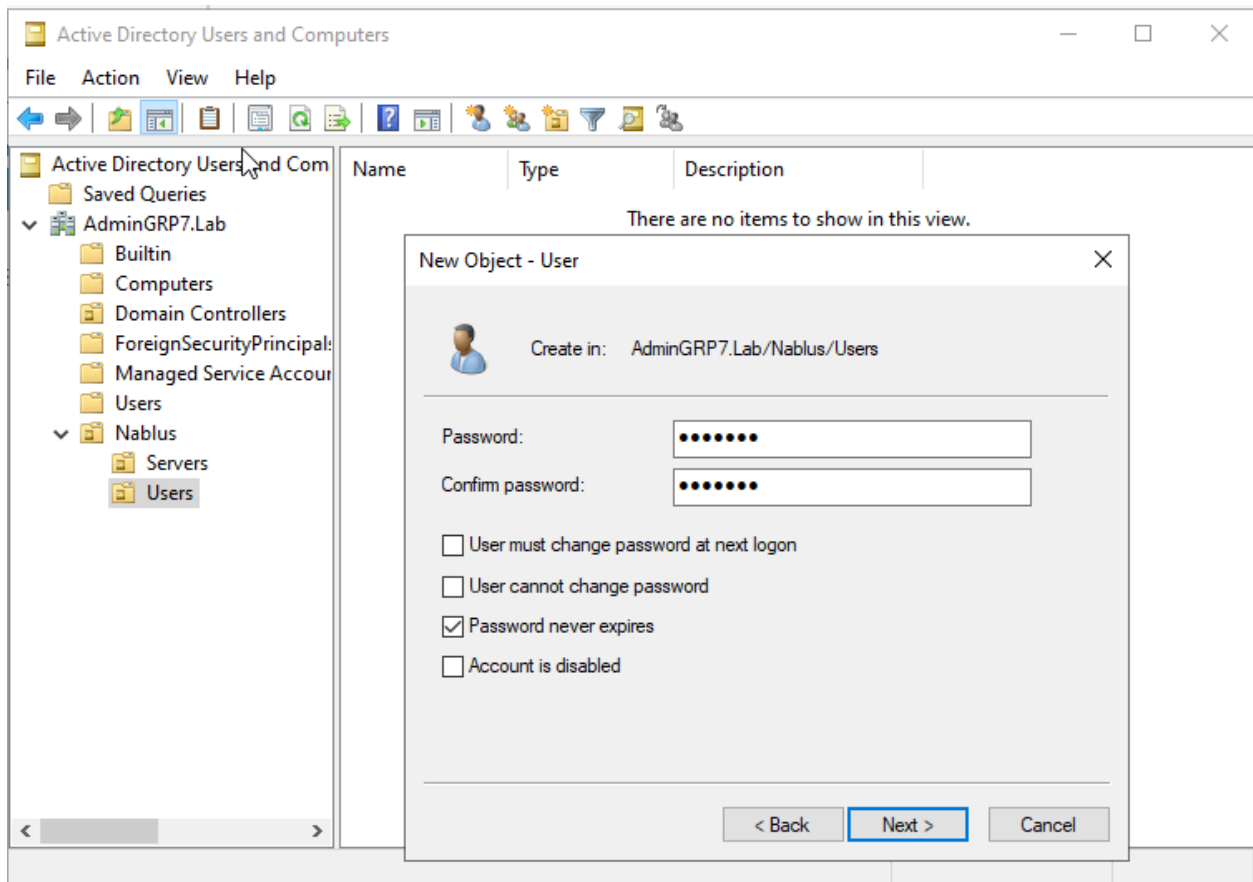 Active Directory Users and Computers
File Action View Help
Active Directory Users and Com
Saved Queries
AdminGRP7.Lab
Builtin
Computers
Domain Controllers
ForeignSecurityPrincipals
Managed Service Accour
Users
Nablus
Servers
Users
Name Type Description
There are no items to show in this view.
New Object - User
Create in: AdminGRP7.Lab/Nablus/Users
Password: •••••••
Confirm password: •••••••
User must change password at next logon
User cannot change password
Password never expires
Account is disabled
< Back Next > Cancel